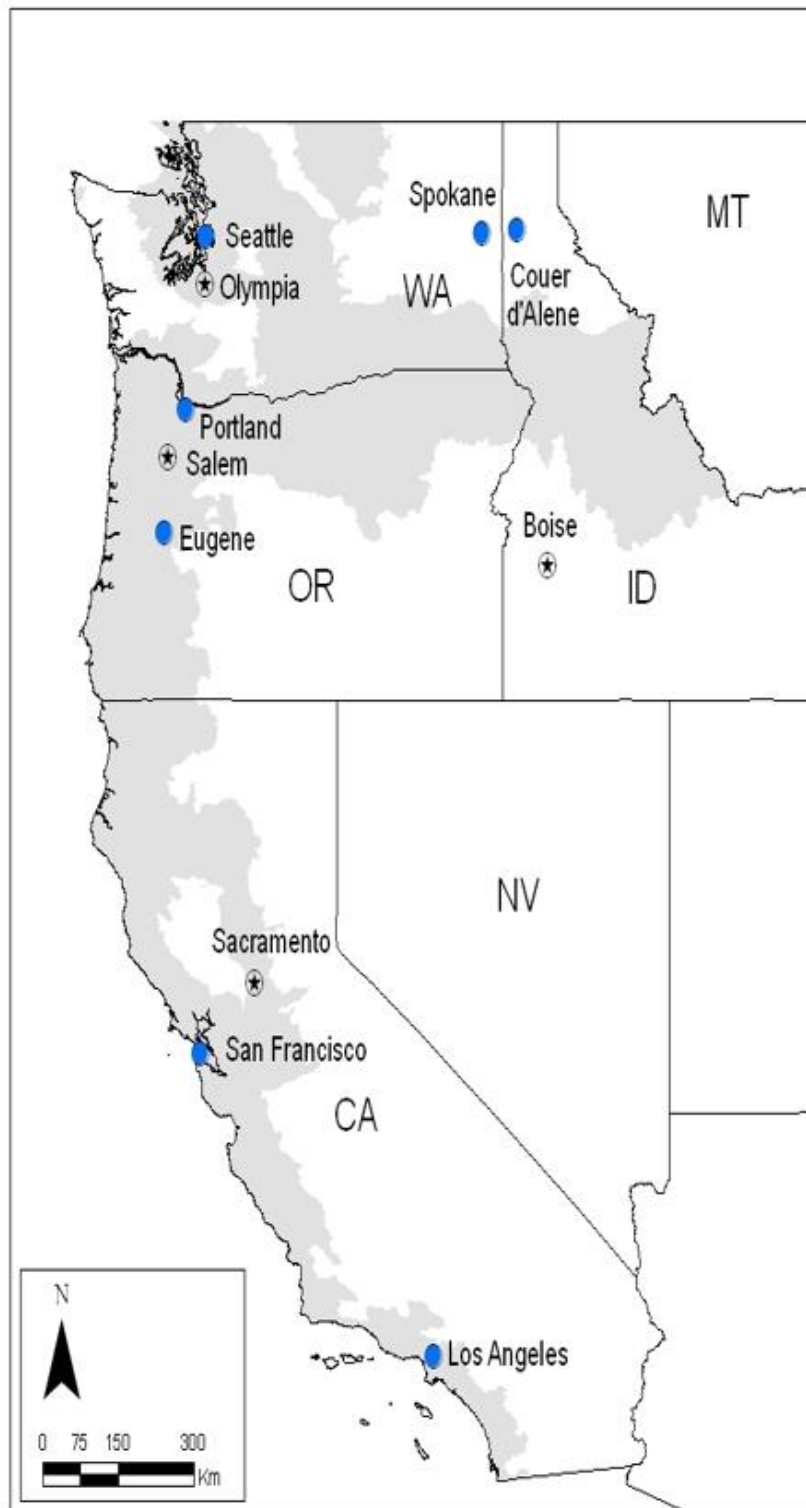 Spokane
MT
Seattle
Couer
d'Alene
Olympia
WA
Portland
Salem
Boise
Eugene
OR
ID
NV
Sacramento
San Francisco
CA
N
Los Angeles
0 75 150 300
Km